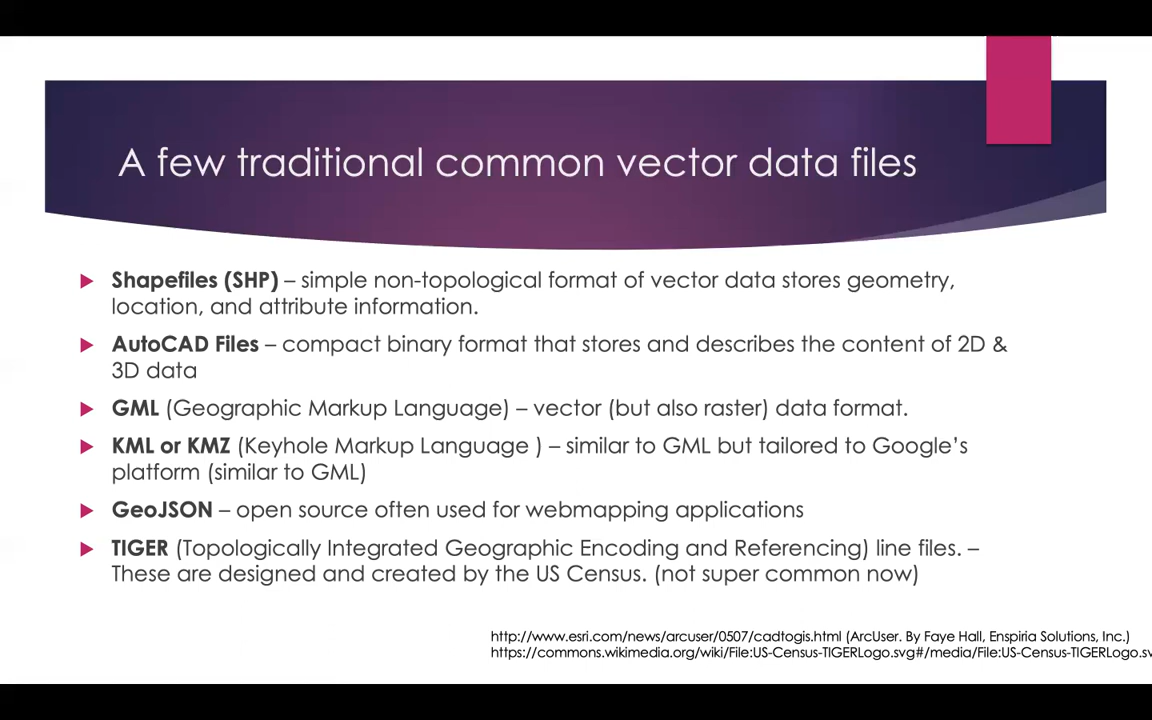 A few traditional common vector data files
Shapefiles (SHP) – simple non-topological format of vector data stores geometry,
location, and attribute information.
AutoCAD Files – compact binary format that stores and describes the content of 2D &
3D data
GML (Geographic Markup Language) – vector (but also raster) data format.
KML or KMZ (Keyhole Markup Language ) – similar to GML but tailored to Google's
platform (similar to GML)
GeoJSON – open source often used for webmapping applications
TIGER (Topologically Integrated Geographic Encoding and Referencing) line files. –
These are designed and created by the US Census. (not super common now)
http://www.esri.com/news/arcuser/0507/cadtogis.html (ArcUser. By Faye Hall, Enspiria Solutions, Inc.)
https://commons.wikimedia.org/wiki/File:US-Census-TIGERLogo.svg#/media/File:US-Census-TIGERLogo.sv